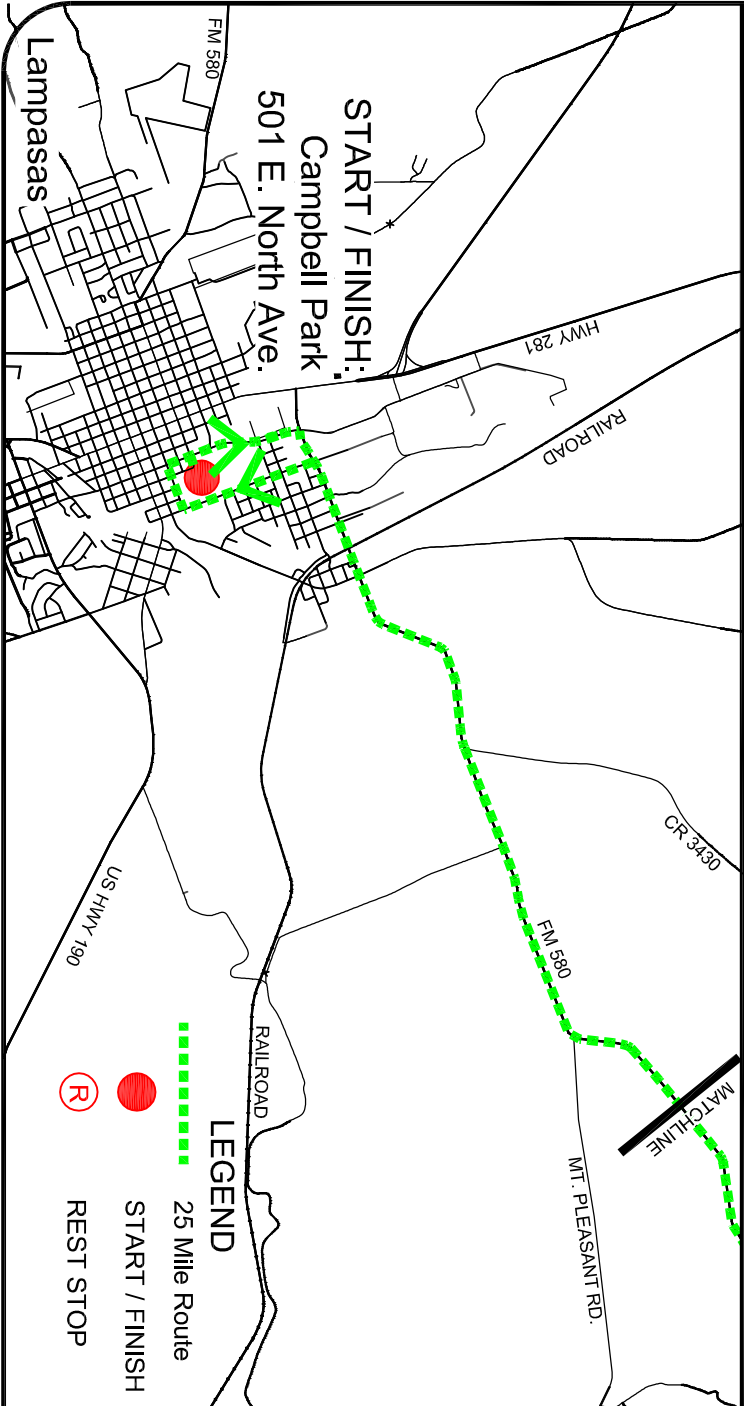 FM 580
Lampasas
START / FINISH:
Campbell Park
501 E. North Ave.
HWY 281
RAILROAD
CR 3430
FM 580
US HWY 190
RAILROAD
MATCHLINE
MT. PLEASANT RD.
LEGEND
25 Mile Route
START / FINISH
R
REST STOP